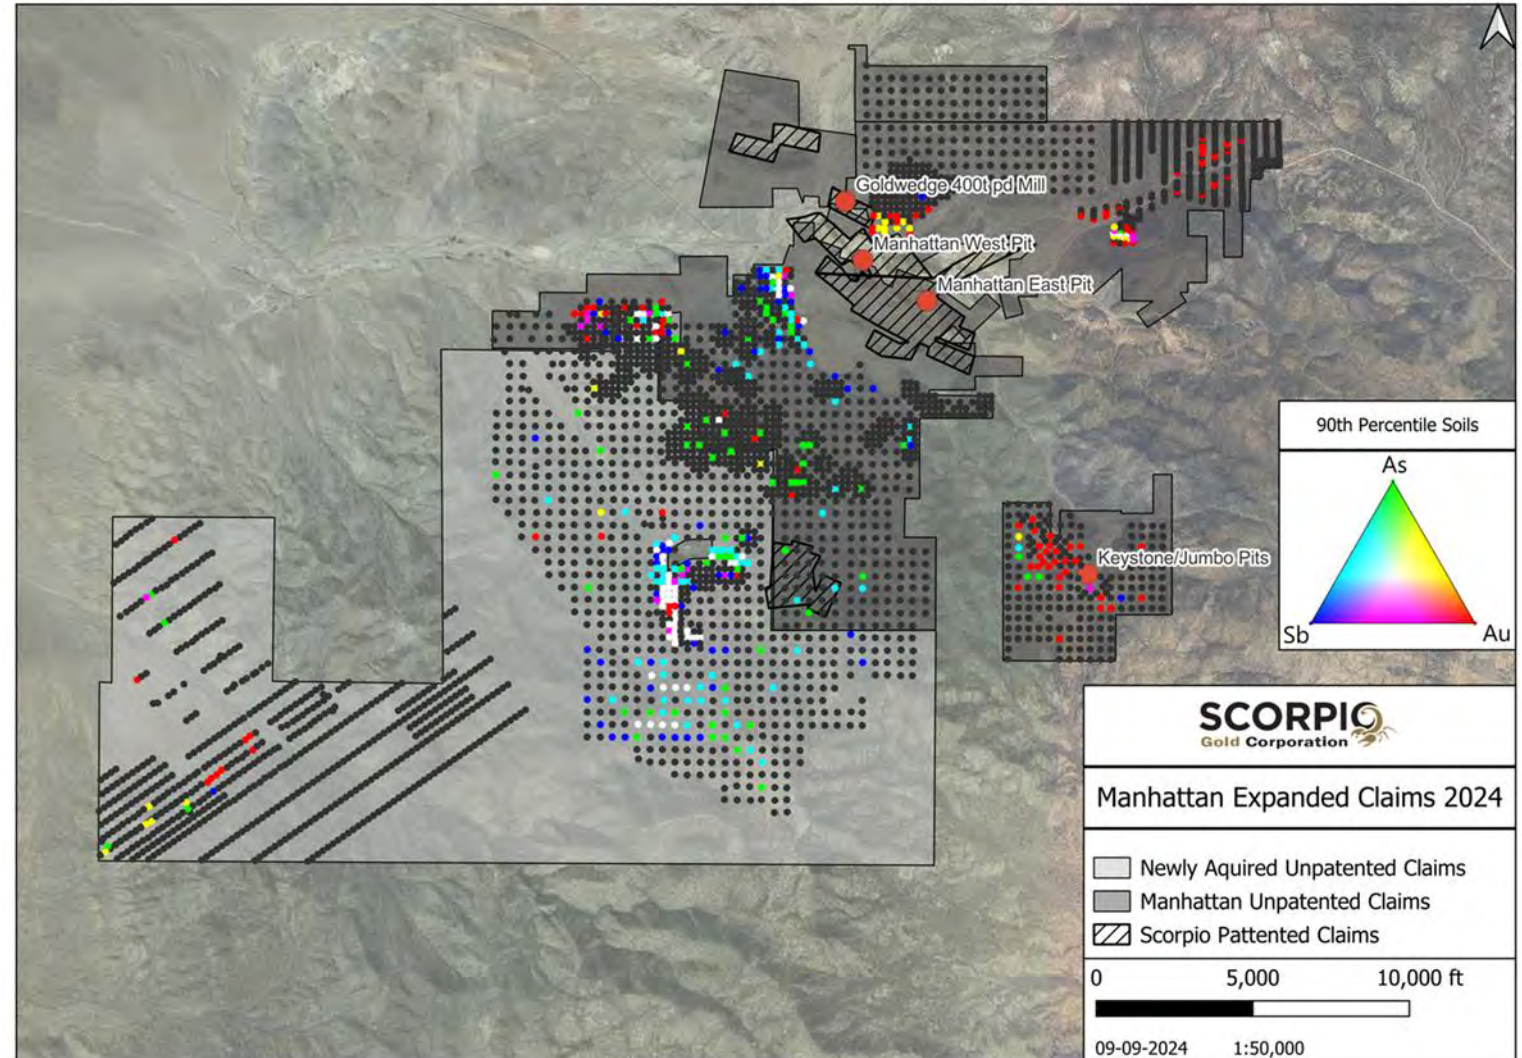 Goldwedge 400t pd Mill
Manhattan West Pit
Manhattan East Pit
Keystone/Jumbo Pits
90th Percentile Soils
As
Sb
Au
SCORPIO
Gold Corporation
Manhattan Expanded Claims 2024
Newly Aquired Unpatented Claims
Manhattan Unpatented Claims
Scorpio Pattented Claims
0 5,000 10,000 ft
09-09-2024 1:50,000